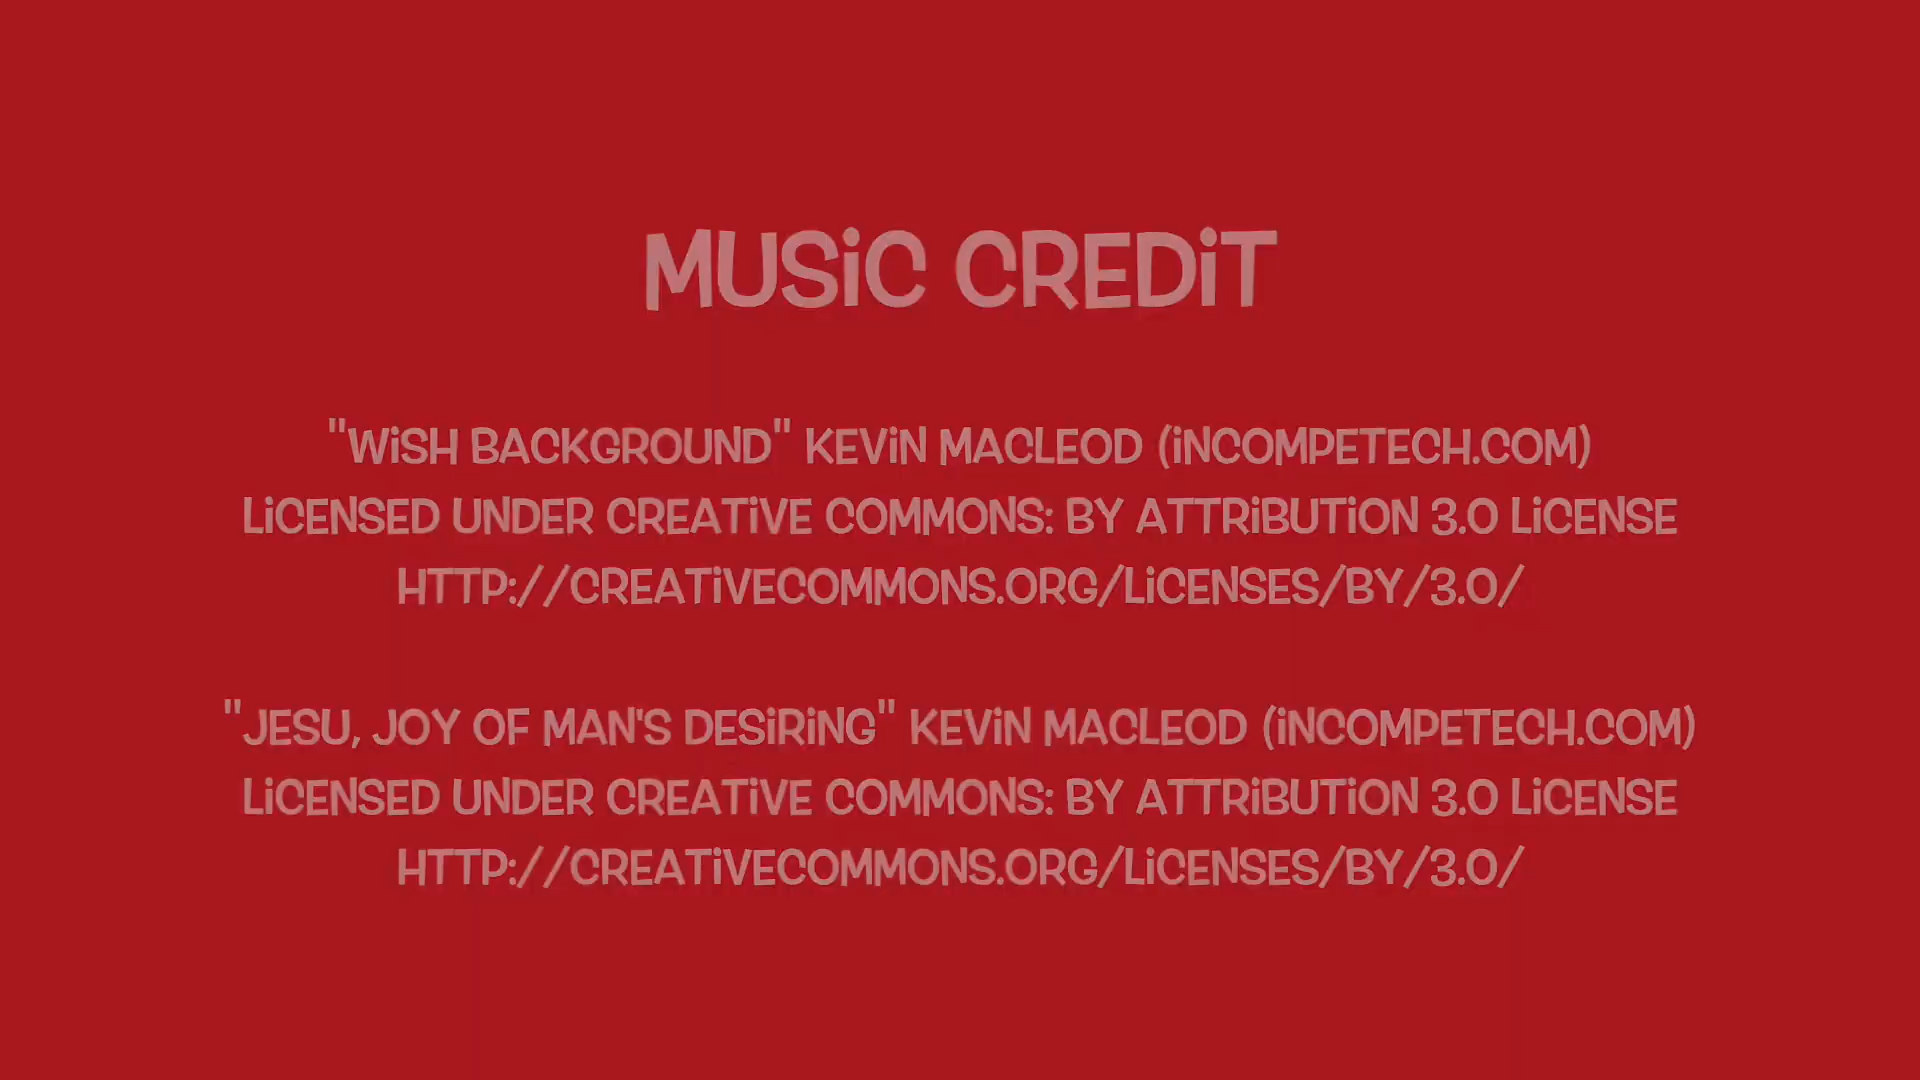 MUSiC CREDiT
"WiSH BACKGROUND" KEViN MACLEOD (iNCOMPETECH.COM)
LiCENSED UNDER CREATiVE COMMONS: BY ATTRiBUTiON 3.0 LiCENSE
HTTP://CREATiVECOMMONS.ORG/LiCENSES/BY/3.0/
"JESU, JOY OF MAN'S DESiRiNG" KEViN MACLEOD (iNCOMPETECH.COM)
LiCENSED UNDER CREATiVE COMMONS: BY ATTRiBUTiON 3.0 LiCENSE
HTTP://CREATiVECOMMONS.ORG/LiCENSES/BY/3.0/